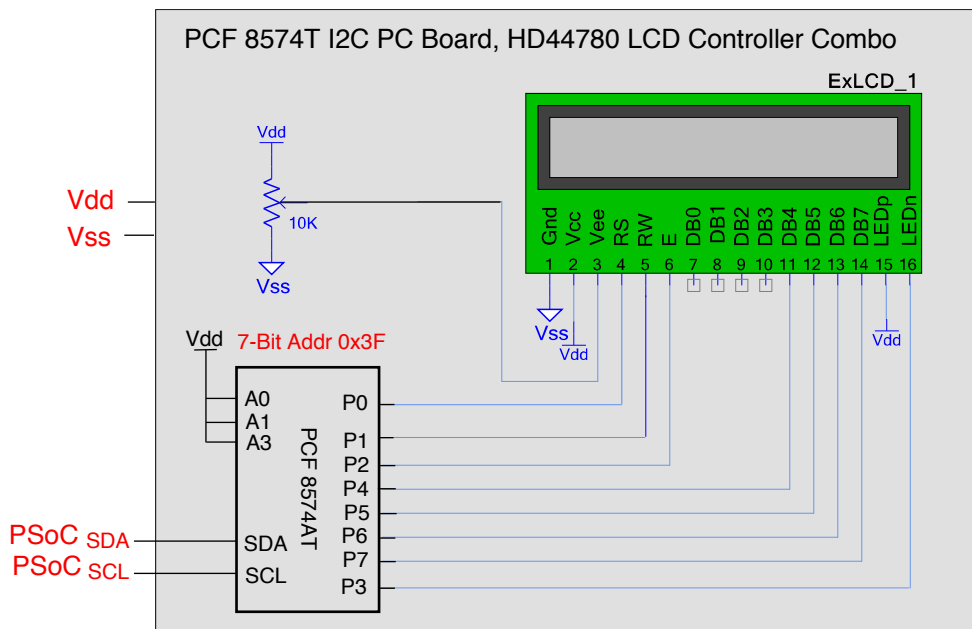 PCF 8574T I2C PC Board, HD44780 LCD Controller Combo
ExLCD_1
Vdd
10K
Vss
Vdd
Vss
Gnd Vcc Vee RS RW E DB0 DB1 DB2 DB3 DB4 DB5 DB6 DB7 LEDp LEDn
1 2 3 4 5 6 7 8 9 10 11 12 13 14 15 16
Vss
Vdd
Vdd
Vdd
7-Bit Addr 0x3F
A0
A1
A3
PCF 8574AT
P0
P1
P2
P4
P5
P6
P7
P3
SDA
SCL
PSoC SDA
PSoC SCL